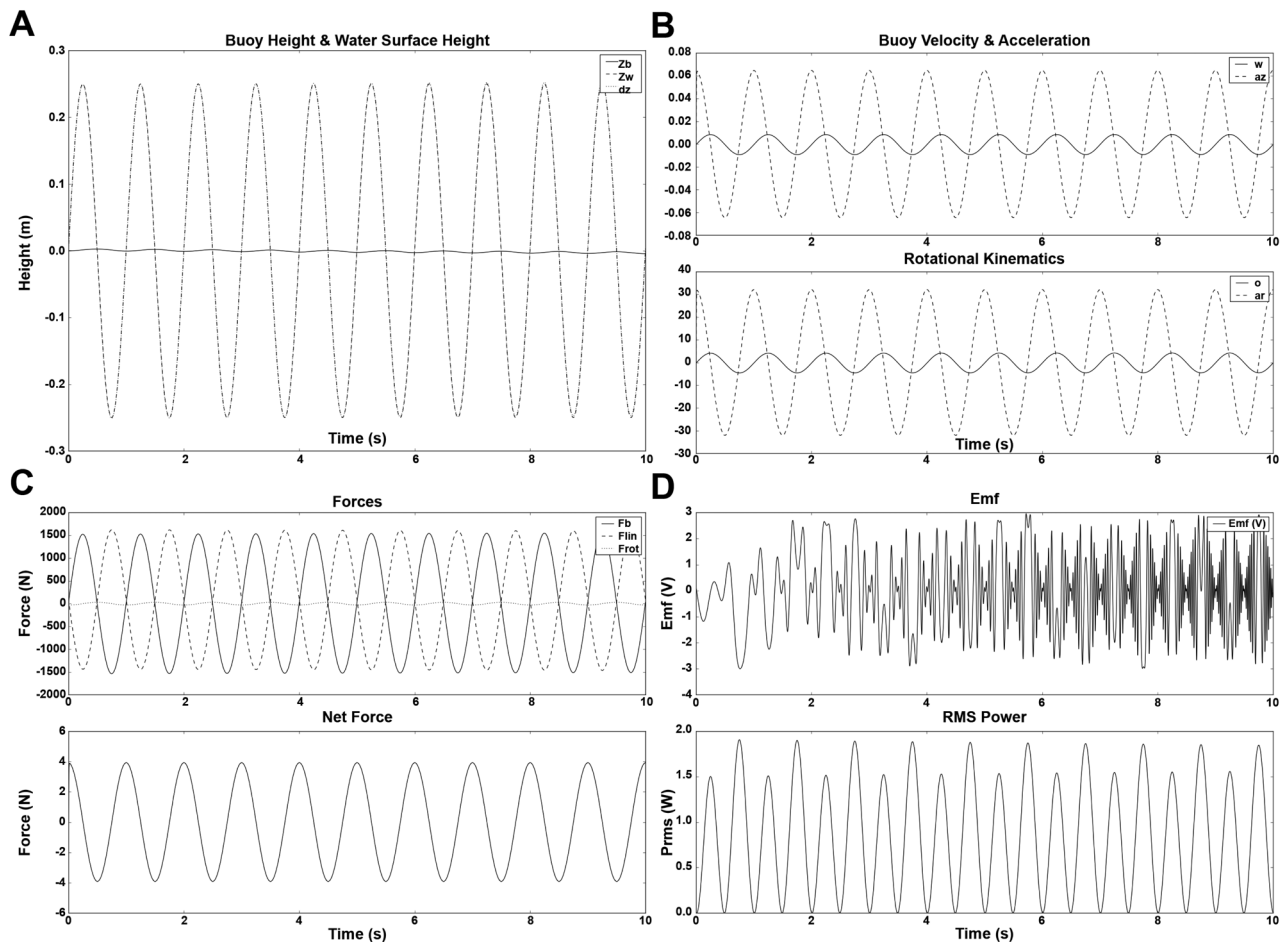 A
Buoy Height & Water Surface Height
0.3
0.2
0.1
0.0
-0.1
-0.2
-0.3
Height (m)
Zb
Zw
dz
Time (s)
0 2 4 6 8 10
B
Buoy Velocity & Acceleration
0.08
0.06
0.04
0.02
0.00
-0.02
-0.04
-0.06
-0.08
w
az
0 2 4 6 8 10
Rotational Kinematics
40
30
20
10
0
-10
-20
-30
-30
o
ar
Time (s)
0 2 4 6 8 10
C
Forces
2000
1500
1000
500
0
-500
-1000
-1500
-2000
Force (N)
Fb
Flin
Frot
0 2 4 6 8 10
Net Force
6
4
2
0
-2
-4
-6
Force (N)
0 2 4 6 8 10
Time (s)
D
Emf
3
2
1
0
-1
-2
-3
-4
Emf (V)
Emf (V)
0 2 4 6 8 10
RMS Power
2.0
1.5
1.0
0.5
0.0
Prms (W)
0 2 4 6 8 10
Time (s)